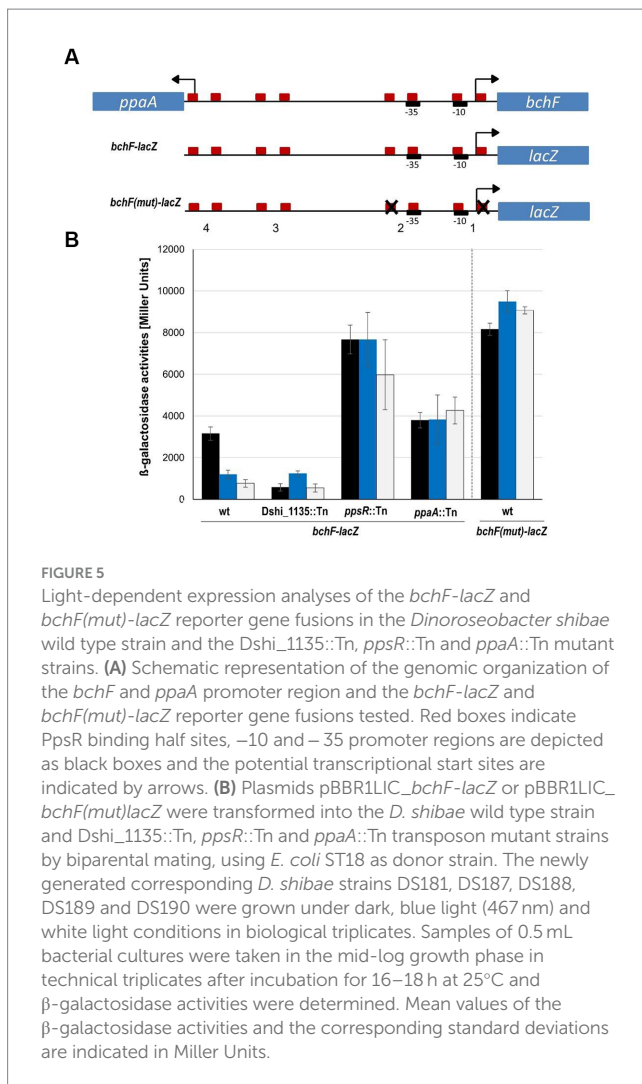 A
ppaA
-35
-10
bchF
bchF-lacZ
-35
-10
lacZ
bchF(mut)-lacZ
-35
-10
lacZ
4
3
2
1
B
ß-galactosidase activities [Miller Units]
12000
10000
8000
6000
4000
2000
0
wt
Dshi_1135::Tn
ppsR::Tn
ppaA::Tn
wt
bchF-lacZ
bchF(mut)-lacZ
FIGURE 5
Light-dependent expression analyses of the bchF-lacZ and
bchF(mut)-lacZ reporter gene fusions in the Dinoroseobacter shibae
wild type strain and the Dshi_1135::Tn, ppsR::Tn and ppaA::Tn mutant
strains. (A) Schematic representation of the genomic organization of
the bchF and ppaA promoter region and the bchF-lacZ and
bchF(mut)-lacZ reporter gene fusions tested. Red boxes indicate
PpsR binding half sites, −10 and − 35 promoter regions are depicted
as black boxes and the potential transcriptional start sites are
indicated by arrows. (B) Plasmids pBBR1LIC_bchF-lacZ or pBBR1LIC_
bchF(mut)lacZ were transformed into the D. shibae wild type strain
and Dshi_1135::Tn, ppsR::Tn and ppaA::Tn transposon mutant strains
by biparental mating, using E. coli ST18 as donor strain. The newly
generated corresponding D. shibae strains DS181, DS187, DS188,
DS189 and DS190 were grown under dark, blue light (467 nm) and
white light conditions in biological triplicates. Samples of 0.5 mL
bacterial cultures were taken in the mid-log growth phase in
technical triplicates after incubation for 16–18 h at 25°C and
β-galactosidase activities were determined. Mean values of the
β-galactosidase activities and the corresponding standard deviations
are indicated in Miller Units.